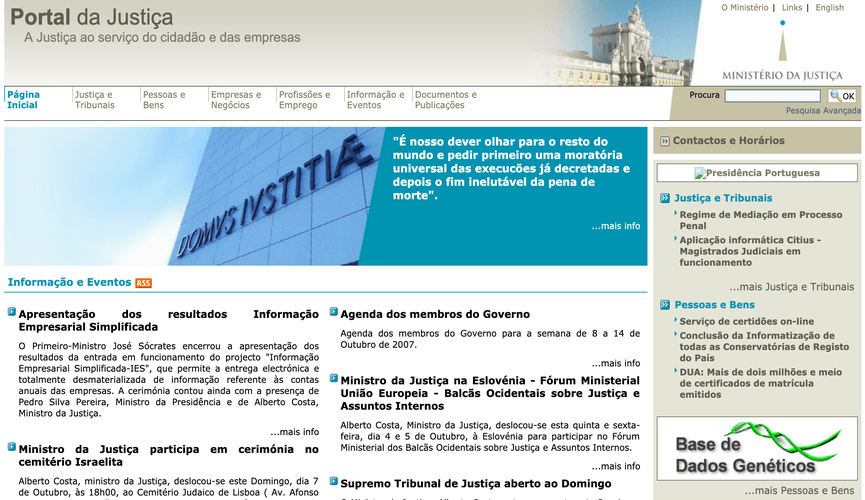 Portal da Justiça
A Justiça ao serviço do cidadão e das empresas
O Ministério | Links | English
MINISTÉRIO DA JUSTIÇA
Página Inicial
Justiça e Tribunais
Pessoas e Bens
Empresas e Negócios
Profissões e Emprego
Informação e Eventos
Documentos e Publicações
Procura
OK
Pesquisa Avançada
DOMVS IVSTITIÆ
"É nosso dever olhar para o resto do
mundo e pedir primeiro uma moratória
universal das execucões já decretadas e
depois o fim inelutável da pena de
morte".
...mais info
Informação e Eventos RSS
Apresentação dos resultados Informação
Empresarial Simplificada
O Primeiro-Ministro José Sócrates encerrou a apresentação dos
resultados da entrada em funcionamento do projecto "Informação
Empresarial Simplificada-IES", que permite a entrega electrónica e
totalmente desmaterializada de informação referente às contas
anuais das empresas. A cerimónia contou ainda com a presença de
Pedro Silva Pereira, Ministro da Presidência e de Alberto Costa,
Ministro da Justiça.
...mais info
Ministro da Justiça participa em cerimónia no
cemitério Israelita
Alberto Costa, ministro da Justiça, deslocou-se este Domingo, dia 7
de Outubro, às 18h00, ao Cemitério Judaico de Lisboa ( Av. Afonso
Agenda dos membros do Governo
Agenda dos membros do Governo para a semana de 8 a 14 de
Outubro de 2007.
...mais info
Ministro da Justiça na Eslovénia - Fórum Ministerial
União Europeia - Balcãs Ocidentais sobre Justiça e
Assuntos Internos
Alberto Costa, Ministro da Justiça, deslocou-se esta quinta e sexta-
feira, dia 4 e 5 de Outubro, à Eslovénia para participar no Fórum
Ministerial dos Balcãs Ocidentais sobre Justiça e Assuntos Internos.
...mais info
Supremo Tribunal de Justiça aberto ao Domingo
Contactos e Horários
Presidência Portuguesa
Justiça e Tribunais
Regime de Mediação em Processo
Penal
Aplicação informática Citius -
Magistrados Judiciais em
funcionamento
...mais Justiça e Tribunais
Pessoas e Bens
Serviço de certidões on-line
Conclusão da Informatização de
todas as Conservatórias de Registo
do País
DUA: Mais de dois milhões e meio
de certificados de matrícula
emitidos
Base de
Dados Genéticos
...mais Pessoas e Bens